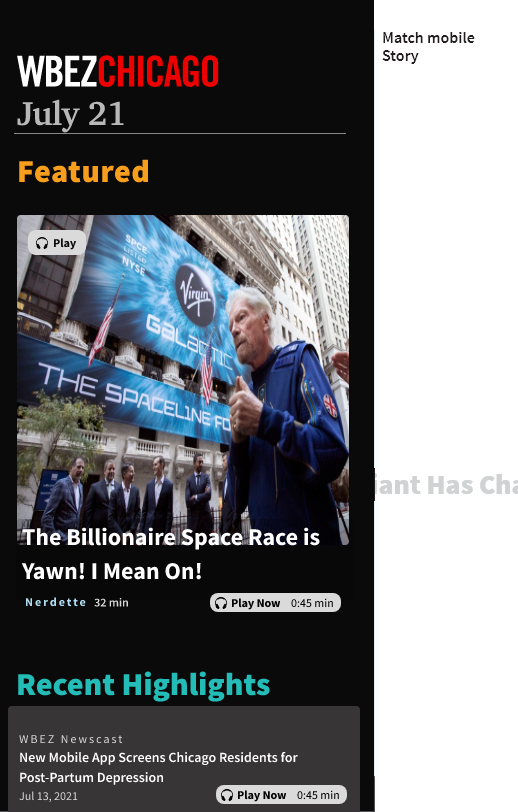 Match mobile
Story
WBEZCHICAGO
July 21
Featured
Play
SPCE
LISTED
NYSE
Virgin
GALACTIC
THE SPACELINE FO
The Billionaire Space Race is
Yawn! I Mean On!
Nerdette 32 min
Play Now 0:45 min
iant Has Cha
Recent Highlights
WBEZ Newscast
New Mobile App Screens Chicago Residents for
Post-Partum Depression
Jul 13, 2021
Play Now 0:45 min